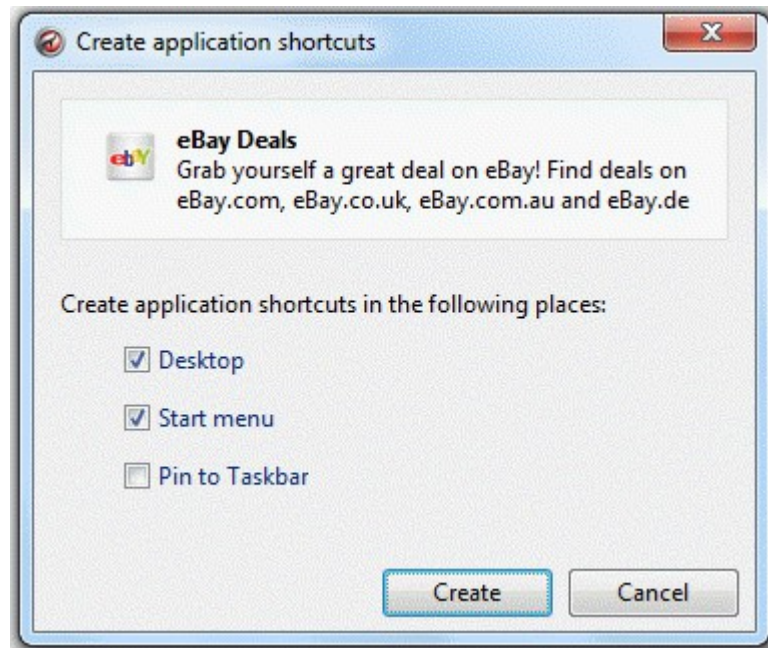 Create application shortcuts
eBay Deals
ebY
Grab yourself a great deal on eBay! Find deals on
eBay.com, eBay.co.uk, eBay.com.au and eBay.de
Create application shortcuts in the following places:
Desktop
Start menu
Pin to Taskbar
Create
Cancel